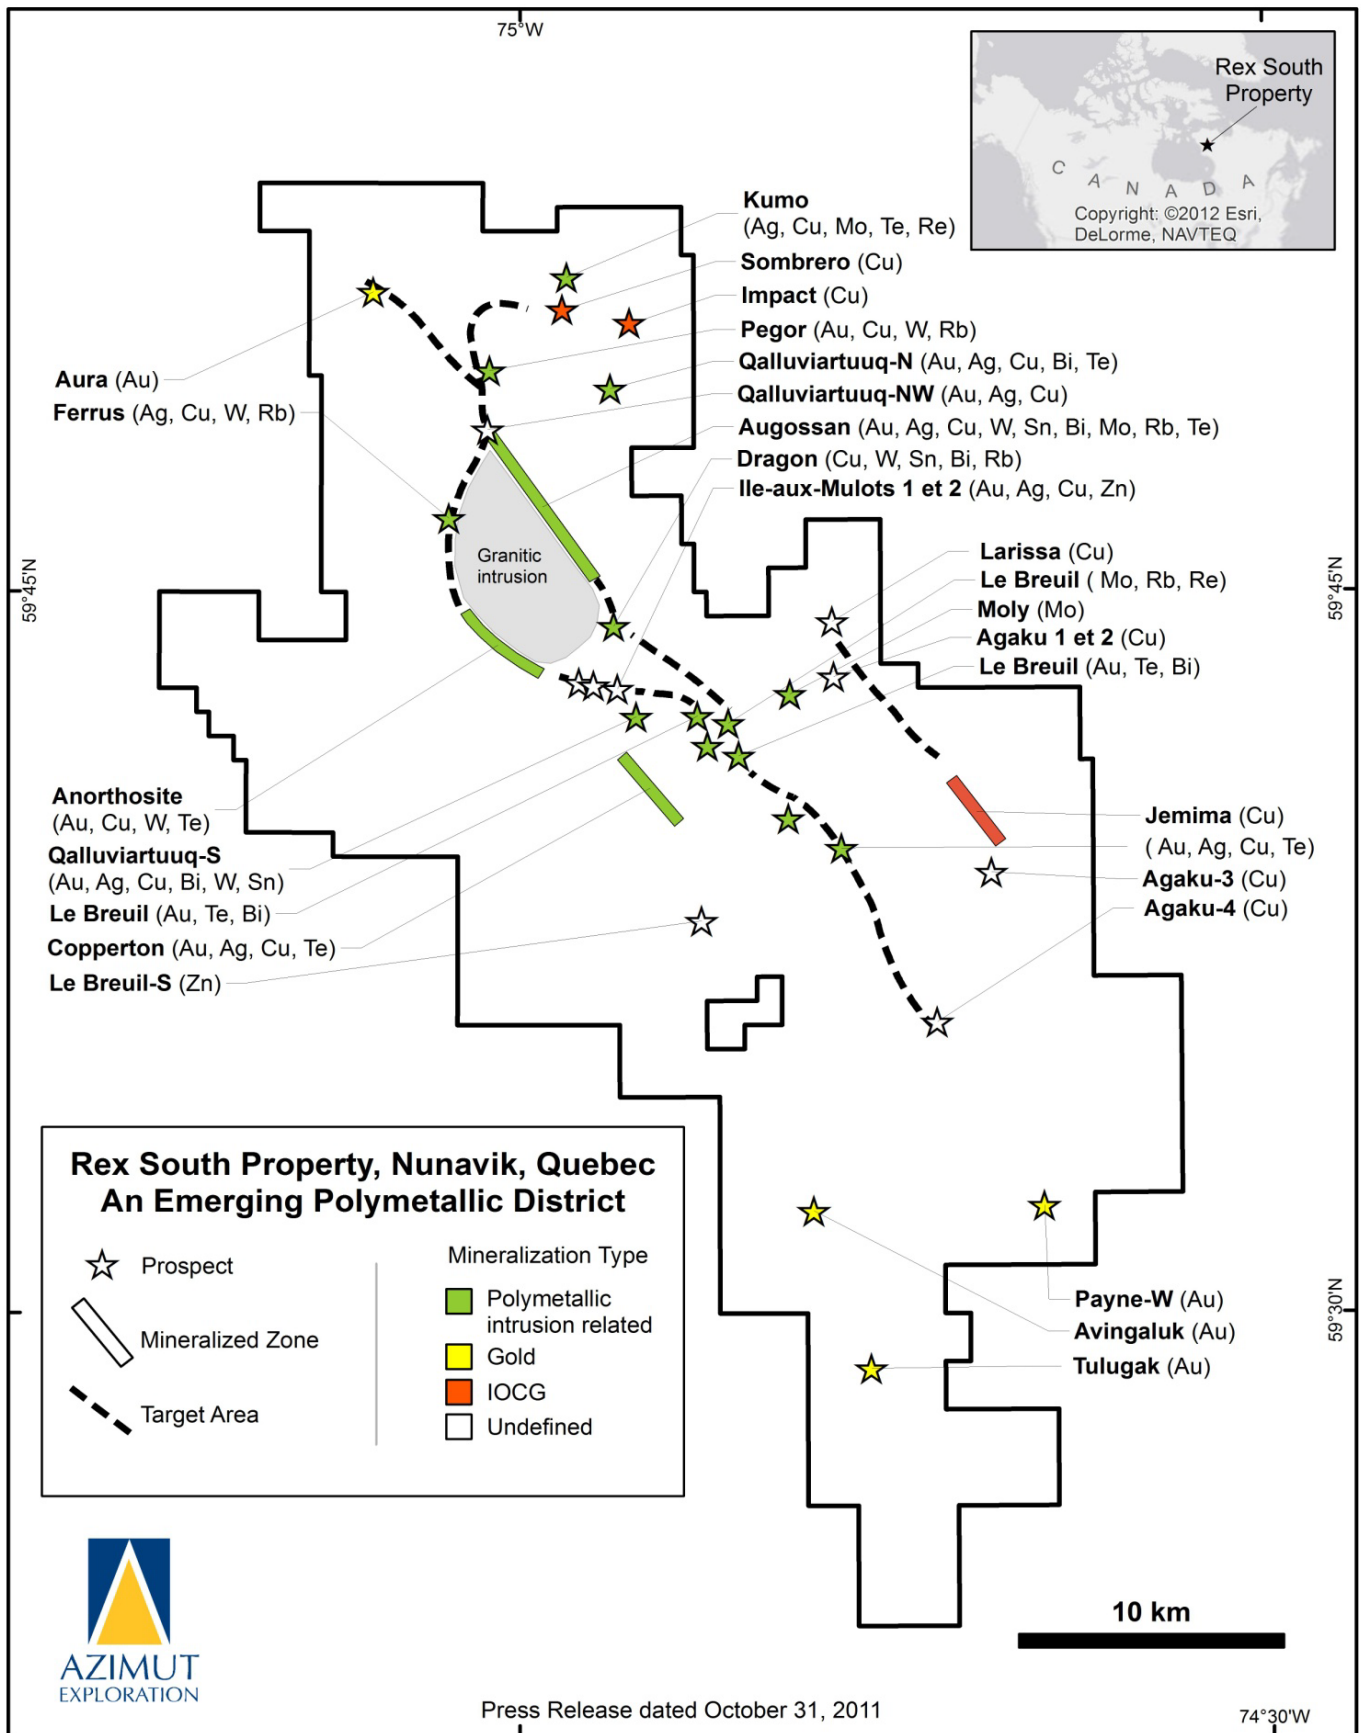 75°W
Rex South
Property
CANADA
Copyright: ©2012 Esri,
DeLorme, NAVTEQ
Kumo
(Ag, Cu, Mo, Te, Re)
Sombrero (Cu)
Impact (Cu)
Pegor (Au, Cu, W, Rb)
Qalluviartuuq-N (Au, Ag, Cu, Bi, Te)
Qalluviartuuq-NW (Au, Ag, Cu)
Augossan (Au, Ag, Cu, W, Sn, Bi, Mo, Rb, Te)
Dragon (Cu, W, Sn, Bi, Rb)
Ile-aux-Mulots 1 et 2 (Au, Ag, Cu, Zn)
Aura (Au)
Ferrus (Ag, Cu, W, Rb)
Granitic
intrusion
59°45'N
59°45'N
Larissa (Cu)
Le Breuil ( Mo, Rb, Re)
Moly (Mo)
Agaku 1 et 2 (Cu)
Le Breuil (Au, Te, Bi)
Anorthosite
(Au, Cu, W, Te)
Qalluviartuuq-S
(Au, Ag, Cu, Bi, W, Sn)
Le Breuil (Au, Te, Bi)
Copperton (Au, Ag, Cu, Te)
Le Breuil-S (Zn)
Jemima (Cu)
( Au, Ag, Cu, Te)
Agaku-3 (Cu)
Agaku-4 (Cu)
Rex South Property, Nunavik, Quebec
An Emerging Polymetallic District
Prospect
Mineralized Zone
Target Area
Mineralization Type
Polymetallic
intrusion related
Gold
IOCG
Undefined
Payne-W (Au)
Avingaluk (Au)
Tulugak (Au)
59°30'N
10 km
AZIMUT
EXPLORATION
Press Release dated October 31, 2011
74°30'W